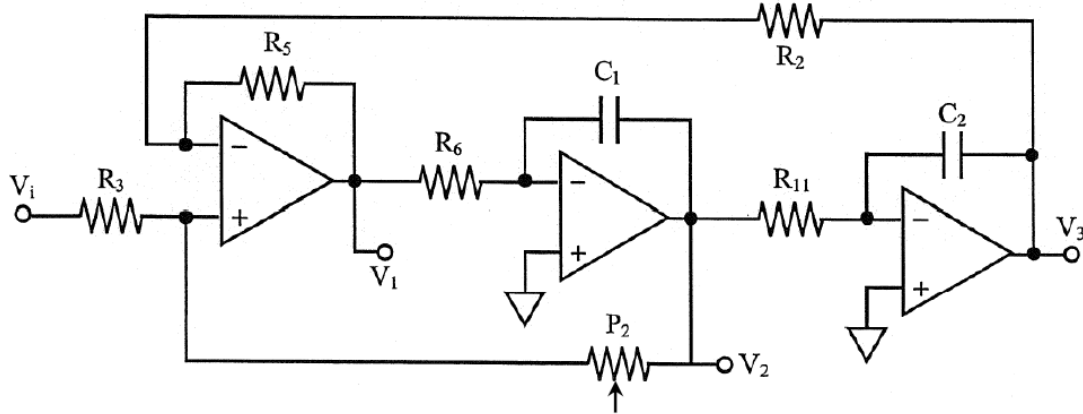 R2
R5
C1
C2
R6
R3
Vi
R11
V3
V1
P2
V2
−
+
−
+
−
+